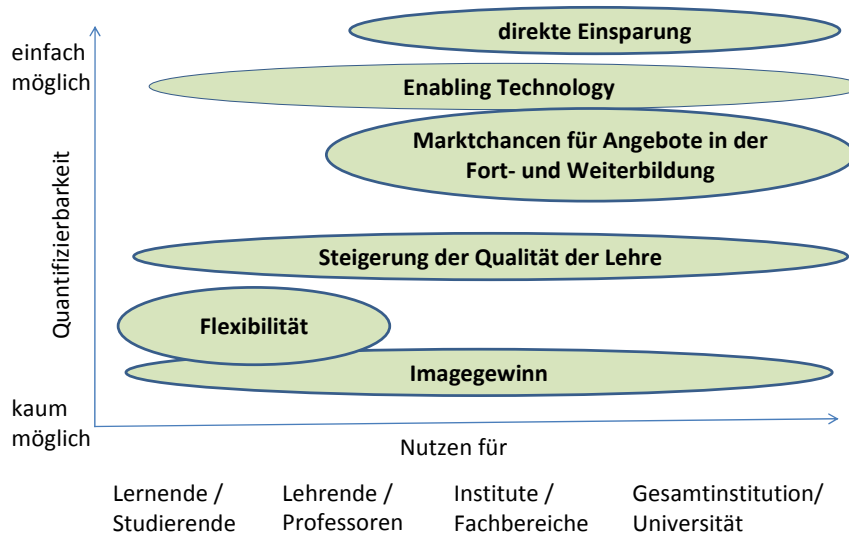 direkte Einsparung
einfach
möglich
Enabling Technology
Marktchancen für Angebote in der
Fort- und Weiterbildung
Quantifizierbarkeit
Steigerung der Qualität der Lehre
Flexibilität
Imagegewinn
kaum
möglich
Nutzen für
Lernende /
Studierende
Lehrende /
Professoren
Institute /
Fachbereiche
Gesamtinstitution/
Universität